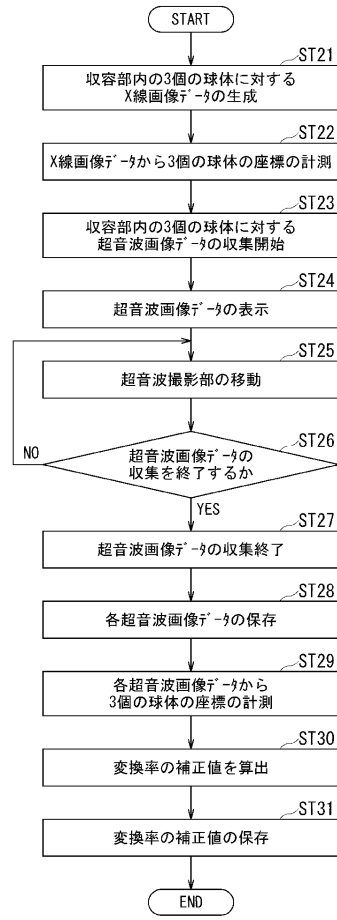 START
ST21
収容部内の3個の球体に対する
X線画像ﾃﾞｰﾀの生成
ST22
X線画像ﾃﾞｰﾀから3個の球体の座標の計測
ST23
収容部内の3個の球体に対する
超音波画像ﾃﾞｰﾀの収集開始
ST24
超音波画像ﾃﾞｰﾀの表示
ST25
超音波撮影部の移動
ST26
超音波画像ﾃﾞｰﾀの
収集を終了するか
NO
YES
ST27
超音波画像ﾃﾞｰﾀの収集終了
ST28
各超音波画像ﾃﾞｰﾀの保存
ST29
各超音波画像ﾃﾞｰﾀから
3個の球体の座標の計測
ST30
変換率の補正値を算出
ST31
変換率の補正値の保存
END